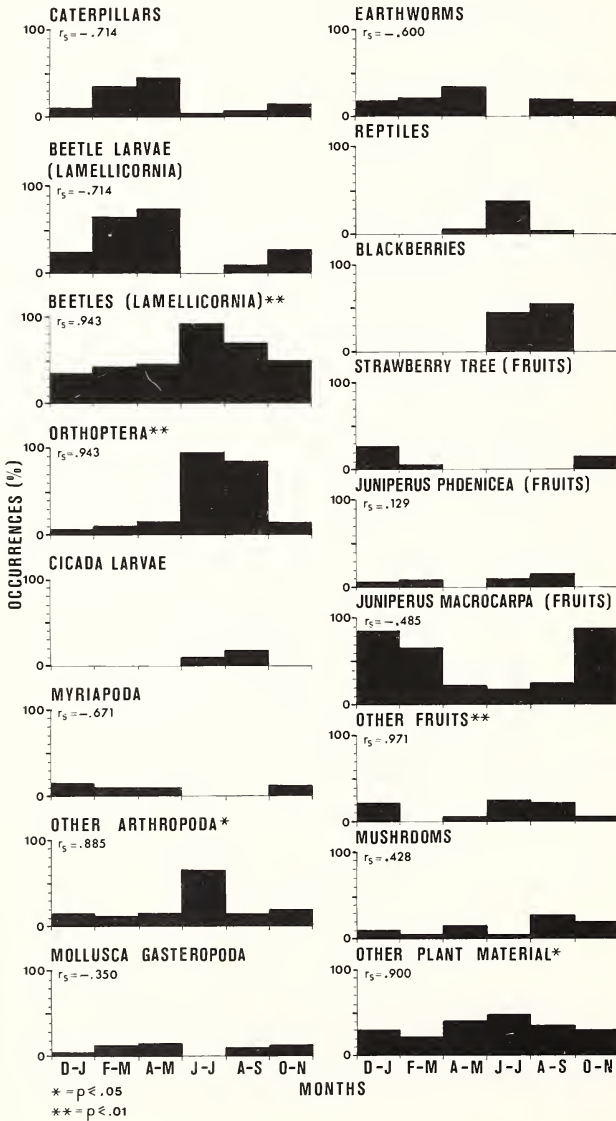 CATERPILLARS
rs = −.714
100
0
BEETLE LARVAE
(LAMELLICORNIA)
rs = −.714
100
0
BEETLES (LAMELLICORNIA)**
rs = .943
100
0
ORTHOPTERA**
rs = .943
100
0
CICADA LARVAE
100
0
MYRIAPODA
rs = −.671
100
0
OTHER ARTHROPODA*
rs = .885
100
0
MOLLUSCA GASTEROPODA
rs = −.350
100
0
D-J F-M A-M J-J A-S O-N
OCCURRENCES (%)
EARTHWORMS
rs = −.600
100
0
REPTILES
100
0
BLACKBERRIES
100
0
STRAWBERRY TREE (FRUITS)
100
0
JUNIPERUS PHOENICEA (FRUITS)
rs = .129
100
0
JUNIPERUS MACROCARPA (FRUITS)
rs = −.485
100
0
OTHER FRUITS**
rs = .971
100
0
MUSHROOMS
rs = .428
100
0
OTHER PLANT MATERIAL*
rs = .900
100
0
D-J F-M A-M J-J A-S O-N
MONTHS
* = p ≤ .05
** = p ≤ .01